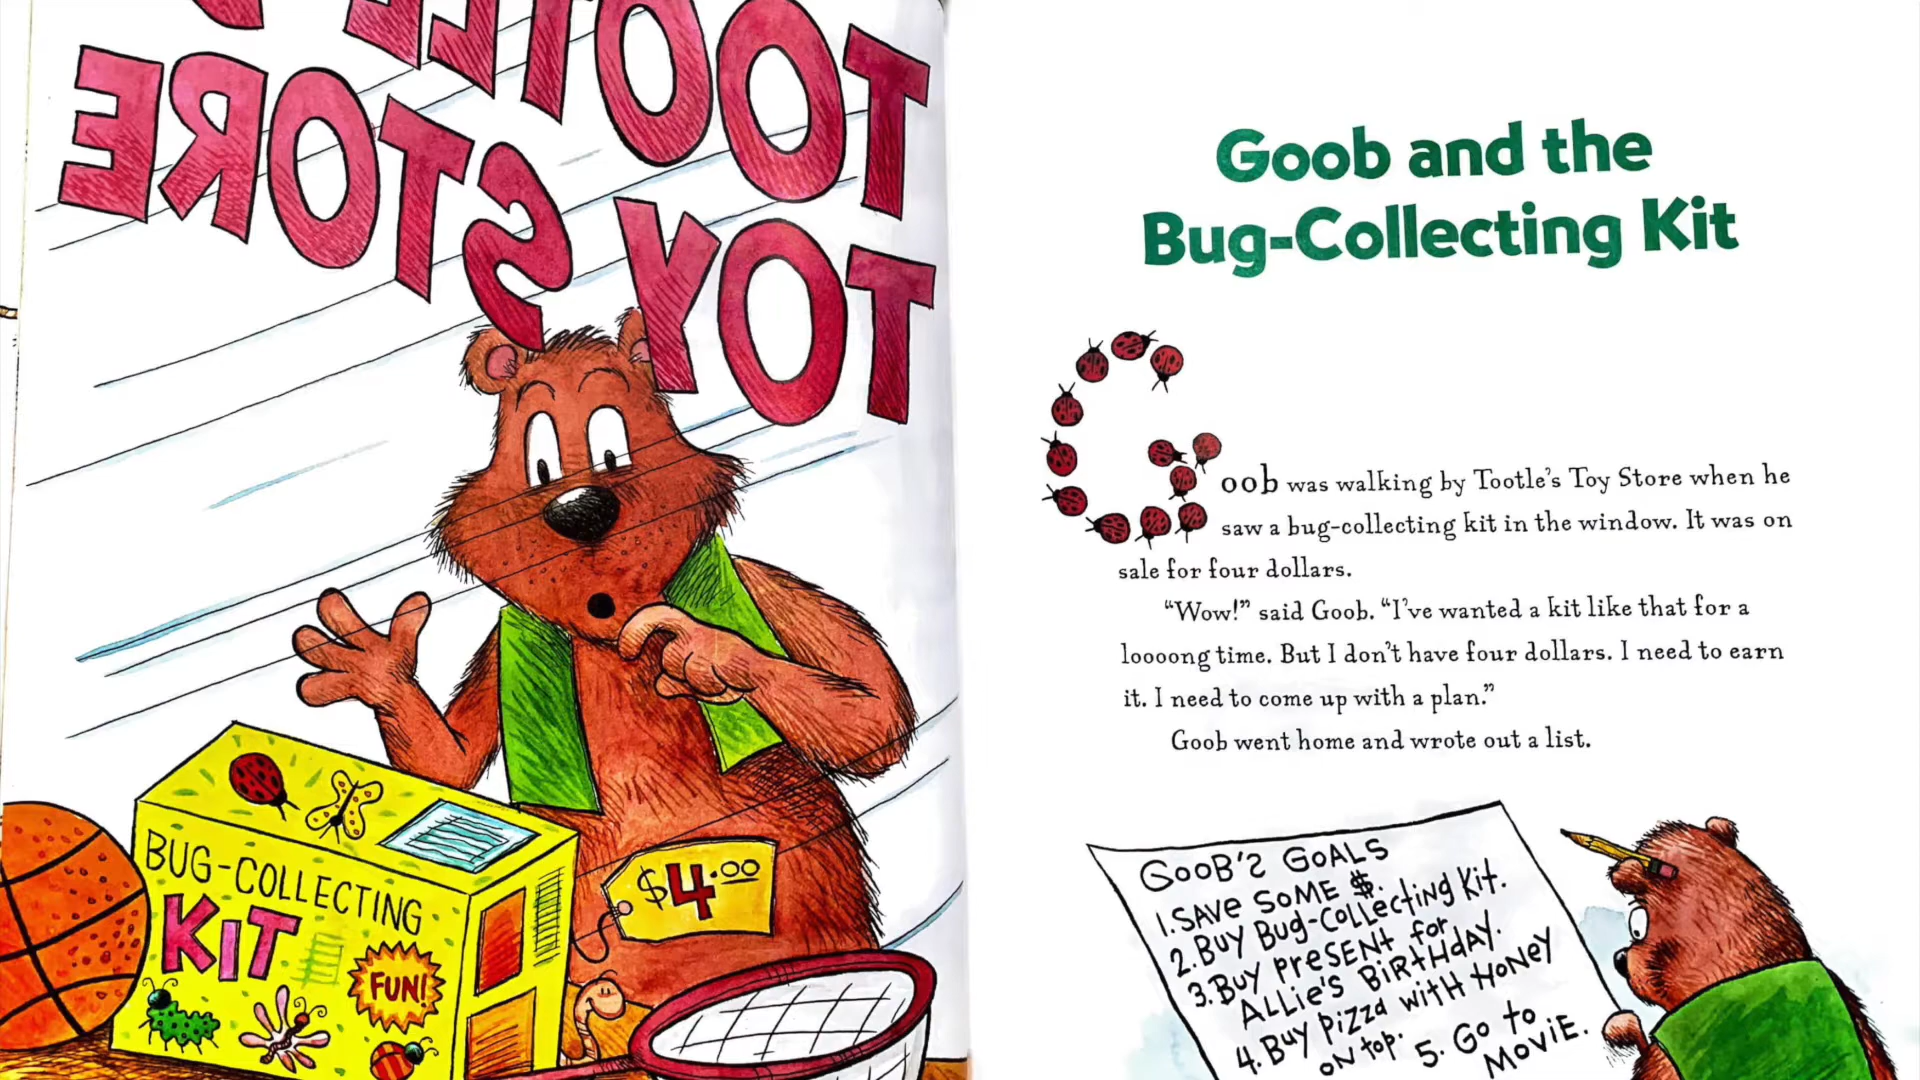 TOOTLE'S
TOY STORE
BUG-COLLECTING
KIT
FUN!
$4.00
Goob and the
Bug-Collecting Kit
Goob was walking by Tootle's Toy Store when he
saw a bug-collecting kit in the window. It was on
sale for four dollars.
"Wow!" said Goob. "I've wanted a kit like that for a
loooong time. But I don't have four dollars. I need to earn
it. I need to come up with a plan."
Goob went home and wrote out a list.
GOOB'S GOALS
1. SAVE SOME $.
2. BUY BUG-COLLECTING KIT.
3. BUY PRESENT for
ALLIE'S BIRTHDAY.
4. BUY PIZZA WITH HONEY
ON TOP.
5. GO TO
MOVIE.